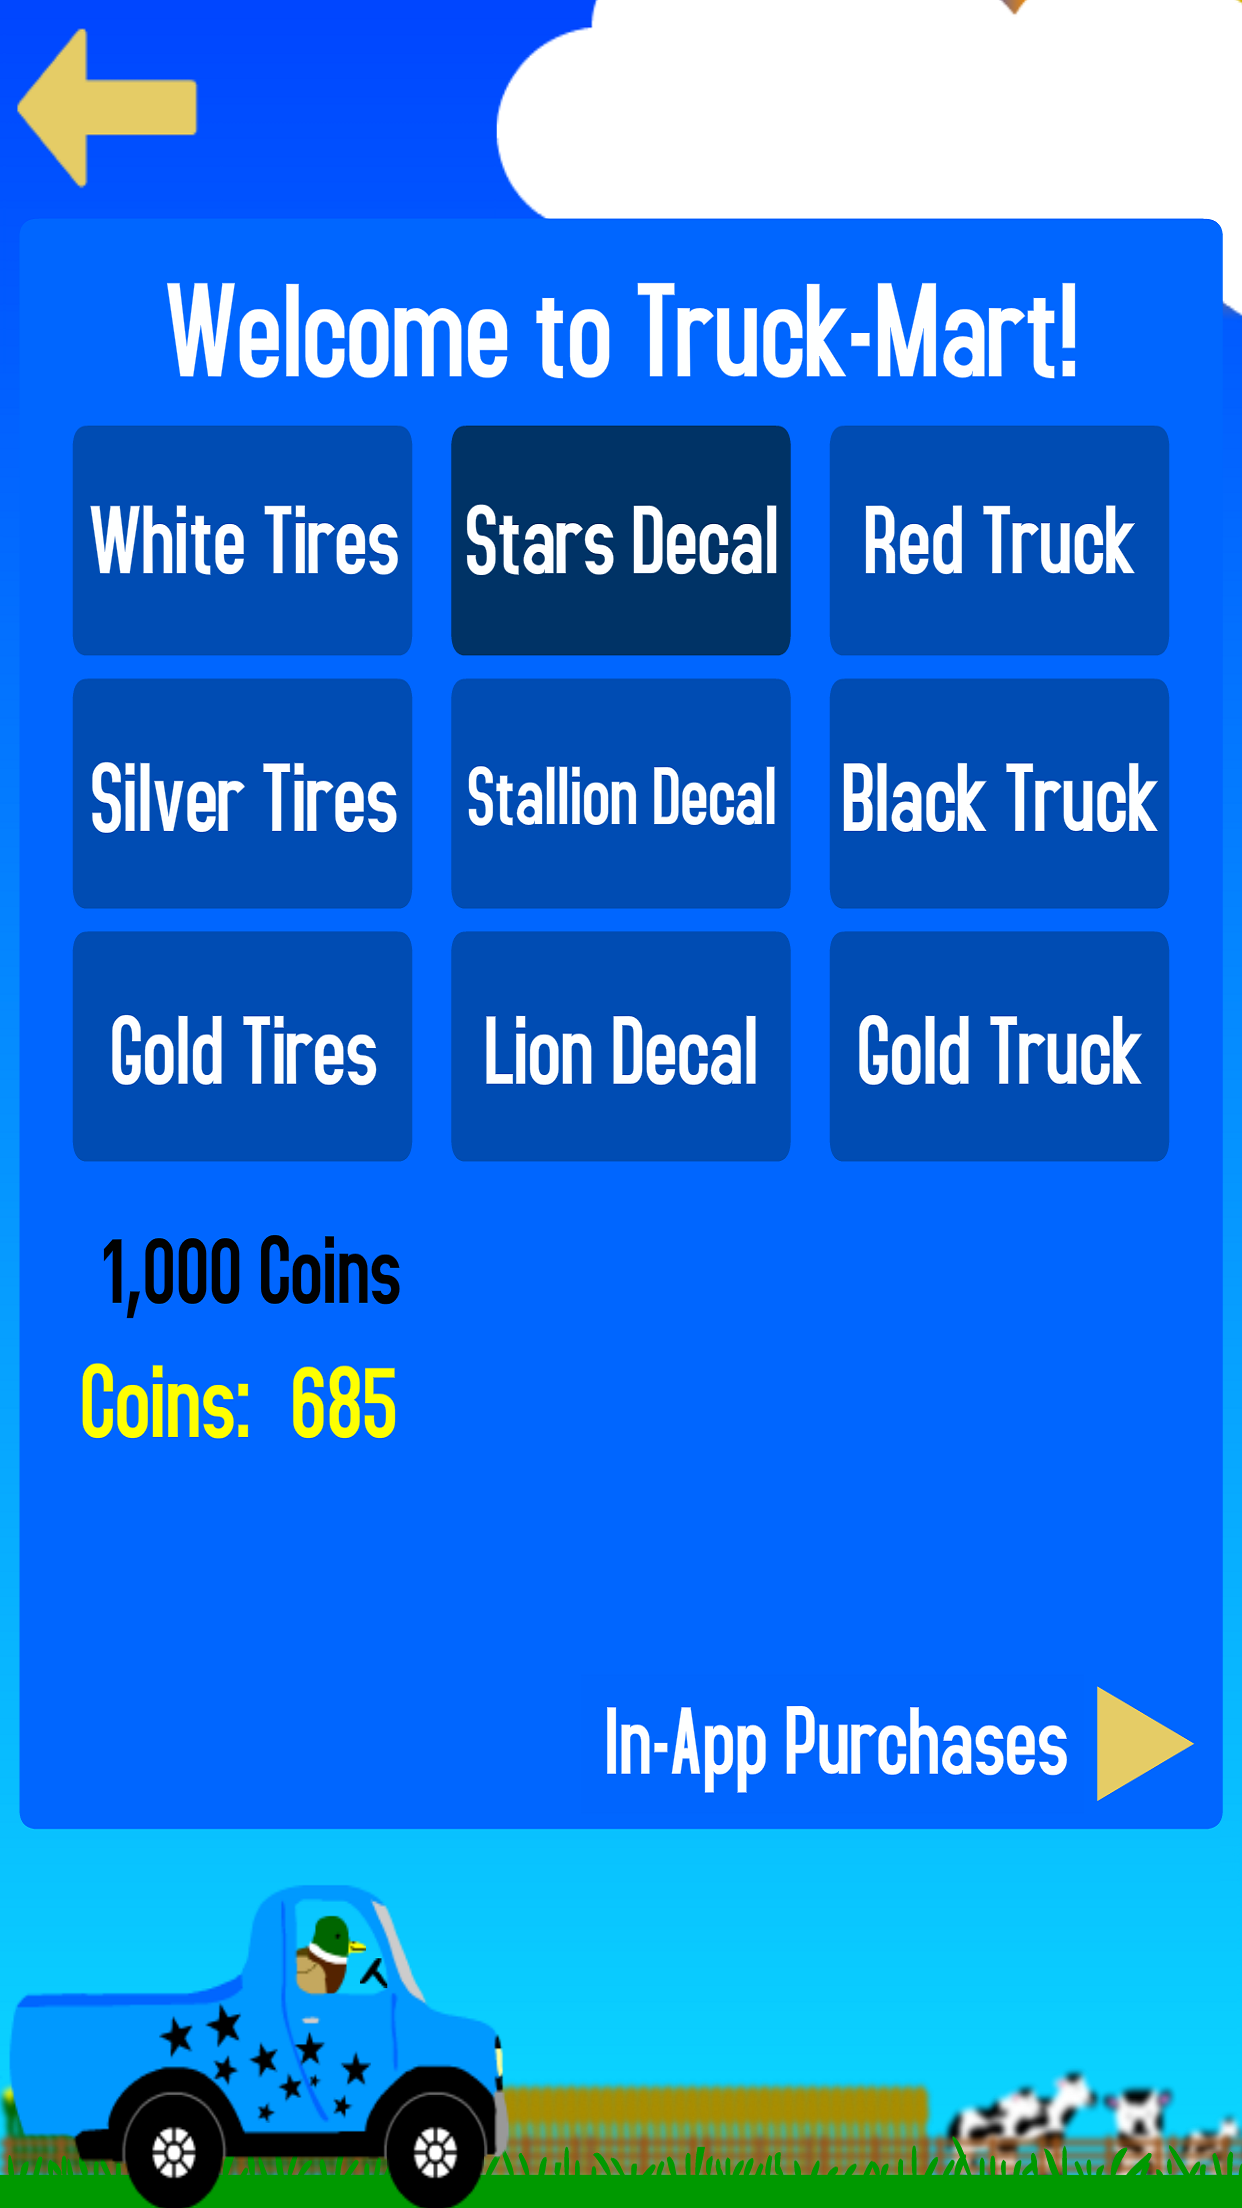 Welcome to Truck-Mart!
White Tires
Stars Decal
Red Truck
Silver Tires
Stallion Decal
Black Truck
Gold Tires
Lion Decal
Gold Truck
1,000 Coins
Coins: 685
In-App Purchases